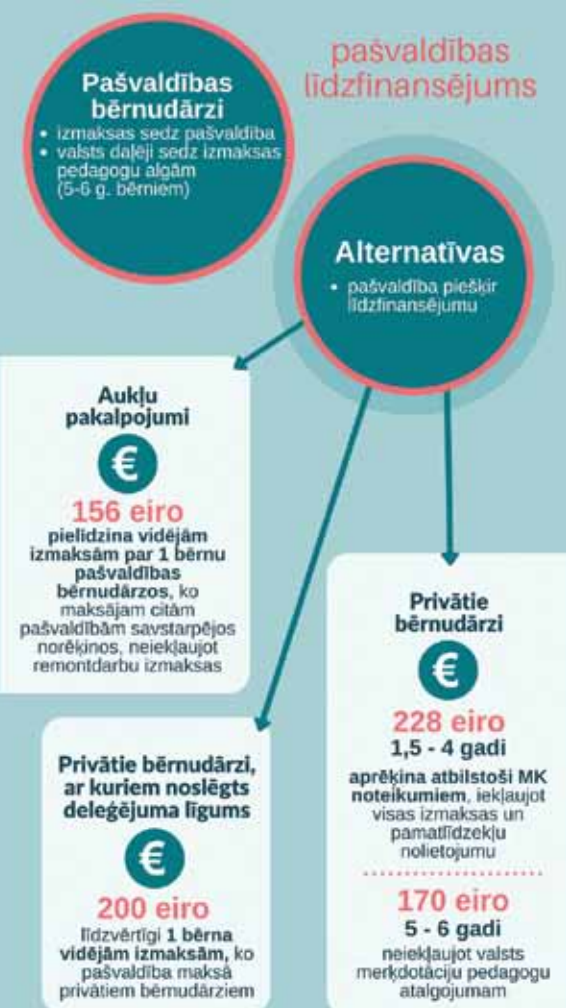 pašvaldības
līdzfinansējums
Pašvaldības
bērnudārzi
• izmaksas sedz pašvaldība
• valsts daļēji sedz izmaksas
pedagogu algām
(5-6 g. bērniem)
Alternatīvas
• pašvaldība piešķir
līdzfinansējumu
Aukļu
pakalpojumi
€
156 eiro
pielīdzina vidējām
izmaksām par 1 bērnu
pašvaldības
bērnudārzos, ko
maksājam citām
pašvaldībām savstarpējos
norēķinos, neiekļaujot
remontdarbu izmaksas
Privātie bērnudārzi,
ar kuriem noslēgts
deleģējuma līgums
€
200 eiro
līdzvērtīgi 1 bērna
vidējām izmaksām, ko
pašvaldība maksā
privātiem bērnudārziem
Privātie
bērnudārzi
€
228 eiro
1,5 - 4 gadi
aprēķina atbilstoši MK
noteikumiem, iekļaujot
visas izmaksas un
pamatlīdzekļu
nolietojumu
170 eiro
5 - 6 gadi
neiekļaujot valsts
mērķdotāciju pedagogu
atalgojumam